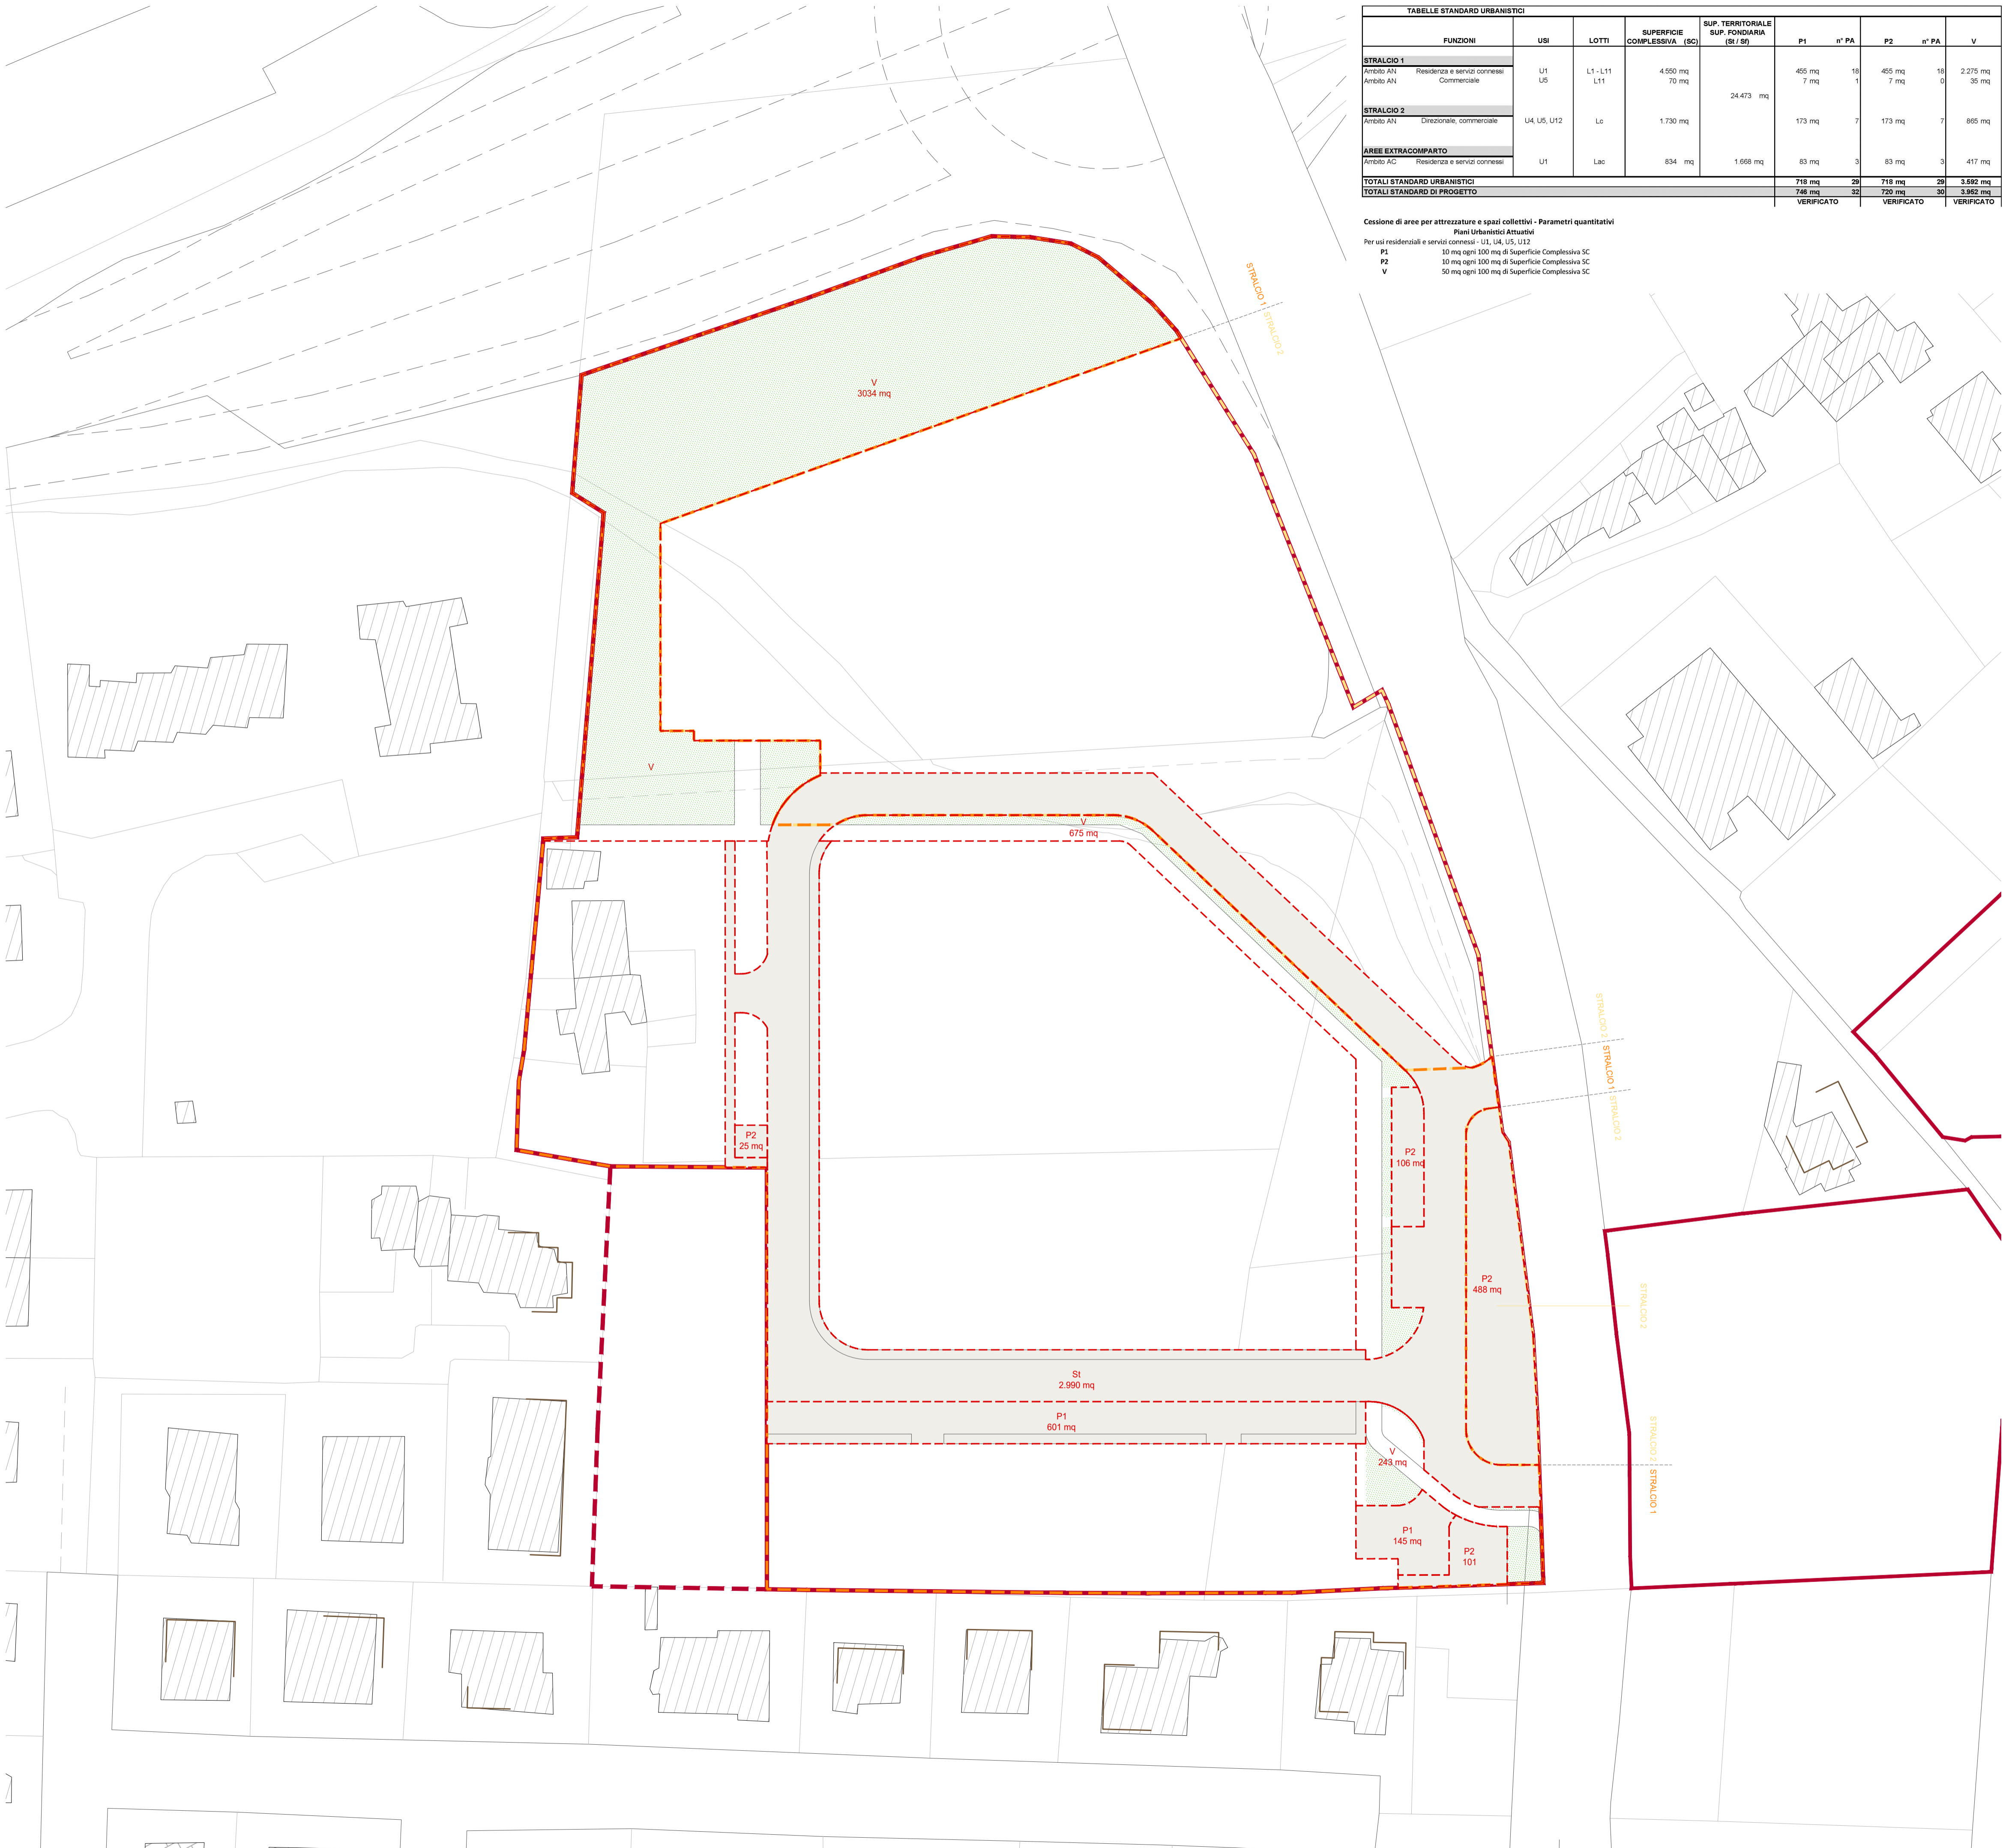 TABELLE STANDARD URBANISTICI
FUNZIONI USI LOTTI SUPERFICIE COMPLESSIVA (SC) SUP. TERRITORIALE SUP. FONDIARIA (St / Sf) P1 n° PA P2 n° PA V
STRALCIO 1
Ambito AN Residenza e servizi connessi U1 L1 - L11 4.550 mq 455 mq 18 455 mq 18 2.275 mq
Ambito AN Commerciale U5 L11 70 mq 7 mq 1 7 mq 0 35 mq
24.473 mq
STRALCIO 2
Ambito AN Direzionale, commerciale U4, U5, U12 Lc 1.730 mq 173 mq 7 173 mq 7 865 mq
AREE EXTRACOMPARTO
Ambito AC Residenza e servizi connessi U1 Lac 834 mq 1.668 mq 83 mq 3 83 mq 3 417 mq
TOTALI STANDARD URBANISTICI 718 mq 29 718 mq 29 3.592 mq
TOTALI STANDARD DI PROGETTO 746 mq 32 720 mq 30 3.952 mq
VERIFICATO VERIFICATO VERIFICATO
Cessione di aree per attrezzature e spazi collettivi - Parametri quantitativi
Piani Urbanistici Attuativi
Per usi residenziali e servizi connessi - U1, U4, U5, U12
P1 10 mq ogni 100 mq di Superficie Complessiva SC
P2 10 mq ogni 100 mq di Superficie Complessiva SC
V 50 mq ogni 100 mq di Superficie Complessiva SC
STRALCIO 1
STRALCIO 2
V
3034 mq
V
V
675 mq
STRALCIO 2
STRALCIO 1
STRALCIO 2
P2
25 mq
P2
106 mq
P2
488 mq
STRALCIO 2
St
2.990 mq
P1
601 mq
V
243 mq
STRALCIO 2
STRALCIO 1
P1
145 mq
P2
101